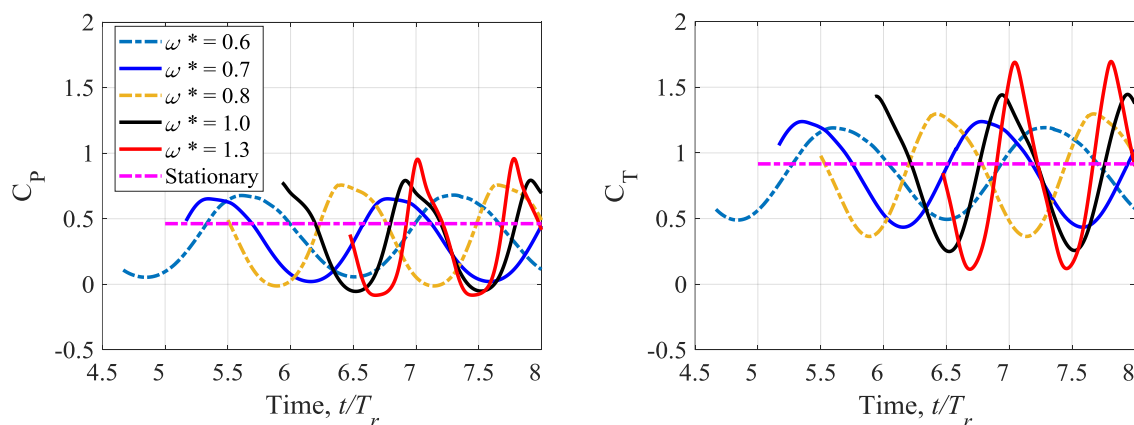 2
1.5
1
0.5
0
-0.5
C_P
ω * = 0.6
ω * = 0.7
ω * = 0.8
ω * = 1.0
ω * = 1.3
Stationary
4.5 5 5.5 6 6.5 7 7.5 8
Time, t/T_r
2
1.5
1
0.5
0
-0.5
C_T
4.5 5 5.5 6 6.5 7 7.5 8
Time, t/T_r